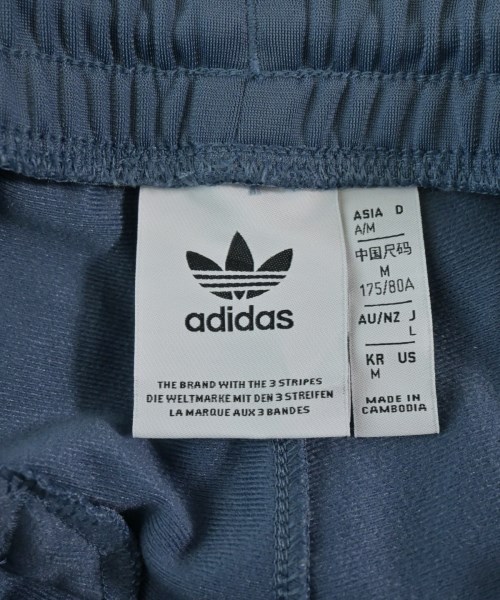 adidas
THE BRAND WITH THE 3 STRIPES
DIE WELTMARKE MIT DEN 3 STREIFEN
LA MARQUE AUX 3 BANDES
ASIA D
A/M
中国尺码
M
175/80A
AU/NZ J
L
KR US
M
MADE IN
CAMBODIA